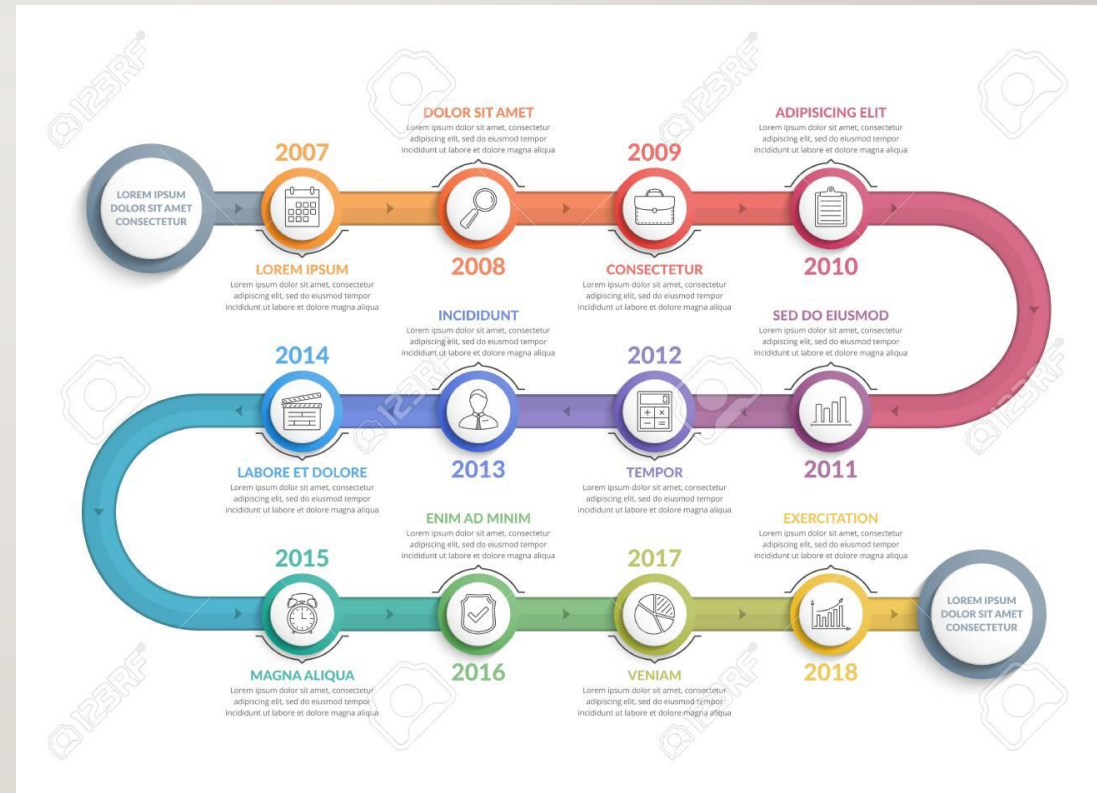 LOREM IPSUM
DOLOR SIT AMET
CONSECTETUR
2007
LOREM IPSUM
Lorem ipsum dolor sit amet, consectetur
adipiscing elit, sed do eiusmod tempor
incididunt ut labore et dolore magna aliqua
DOLOR SIT AMET
Lorem ipsum dolor sit amet, consectetur
adipiscing elit, sed do eiusmod tempor
incididunt ut labore et dolore magna aliqua
2008
2009
CONSECTETUR
Lorem ipsum dolor sit amet, consectetur
adipiscing elit, sed do eiusmod tempor
incididunt ut labore et dolore magna aliqua
ADIPISICING ELIT
Lorem ipsum dolor sit amet, consectetur
adipiscing elit, sed do eiusmod tempor
incididunt ut labore et dolore magna aliqua
2010
SED DO EIUSMOD
Lorem ipsum dolor sit amet, consectetur
adipiscing elit, sed do eiusmod tempor
incididunt ut labore et dolore magna aliqua
2011
2012
TEMPOR
Lorem ipsum dolor sit amet, consectetur
adipiscing elit, sed do eiusmod tempor
incididunt ut labore et dolore magna aliqua
INCIDIDUNT
Lorem ipsum dolor sit amet, consectetur
adipiscing elit, sed do eiusmod tempor
incididunt ut labore et dolore magna aliqua
2013
2014
LABORE ET DOLORE
Lorem ipsum dolor sit amet, consectetur
adipiscing elit, sed do eiusmod tempor
incididunt ut labore et dolore magna aliqua
2015
MAGNA ALIQUA
Lorem ipsum dolor sit amet, consectetur
adipiscing elit, sed do eiusmod tempor
incididunt ut labore et dolore magna aliqua
ENIM AD MINIM
Lorem ipsum dolor sit amet, consectetur
adipiscing elit, sed do eiusmod tempor
incididunt ut labore et dolore magna aliqua
2016
2017
VENIAM
Lorem ipsum dolor sit amet, consectetur
adipiscing elit, sed do eiusmod tempor
incididunt ut labore et dolore magna aliqua
EXERCITATION
Lorem ipsum dolor sit amet, consectetur
adipiscing elit, sed do eiusmod tempor
incididunt ut labore et dolore magna aliqua
2018
LOREM IPSUM
DOLOR SIT AMET
CONSECTETUR
123RF
123RF
123RF
123RF
123RF
123RF